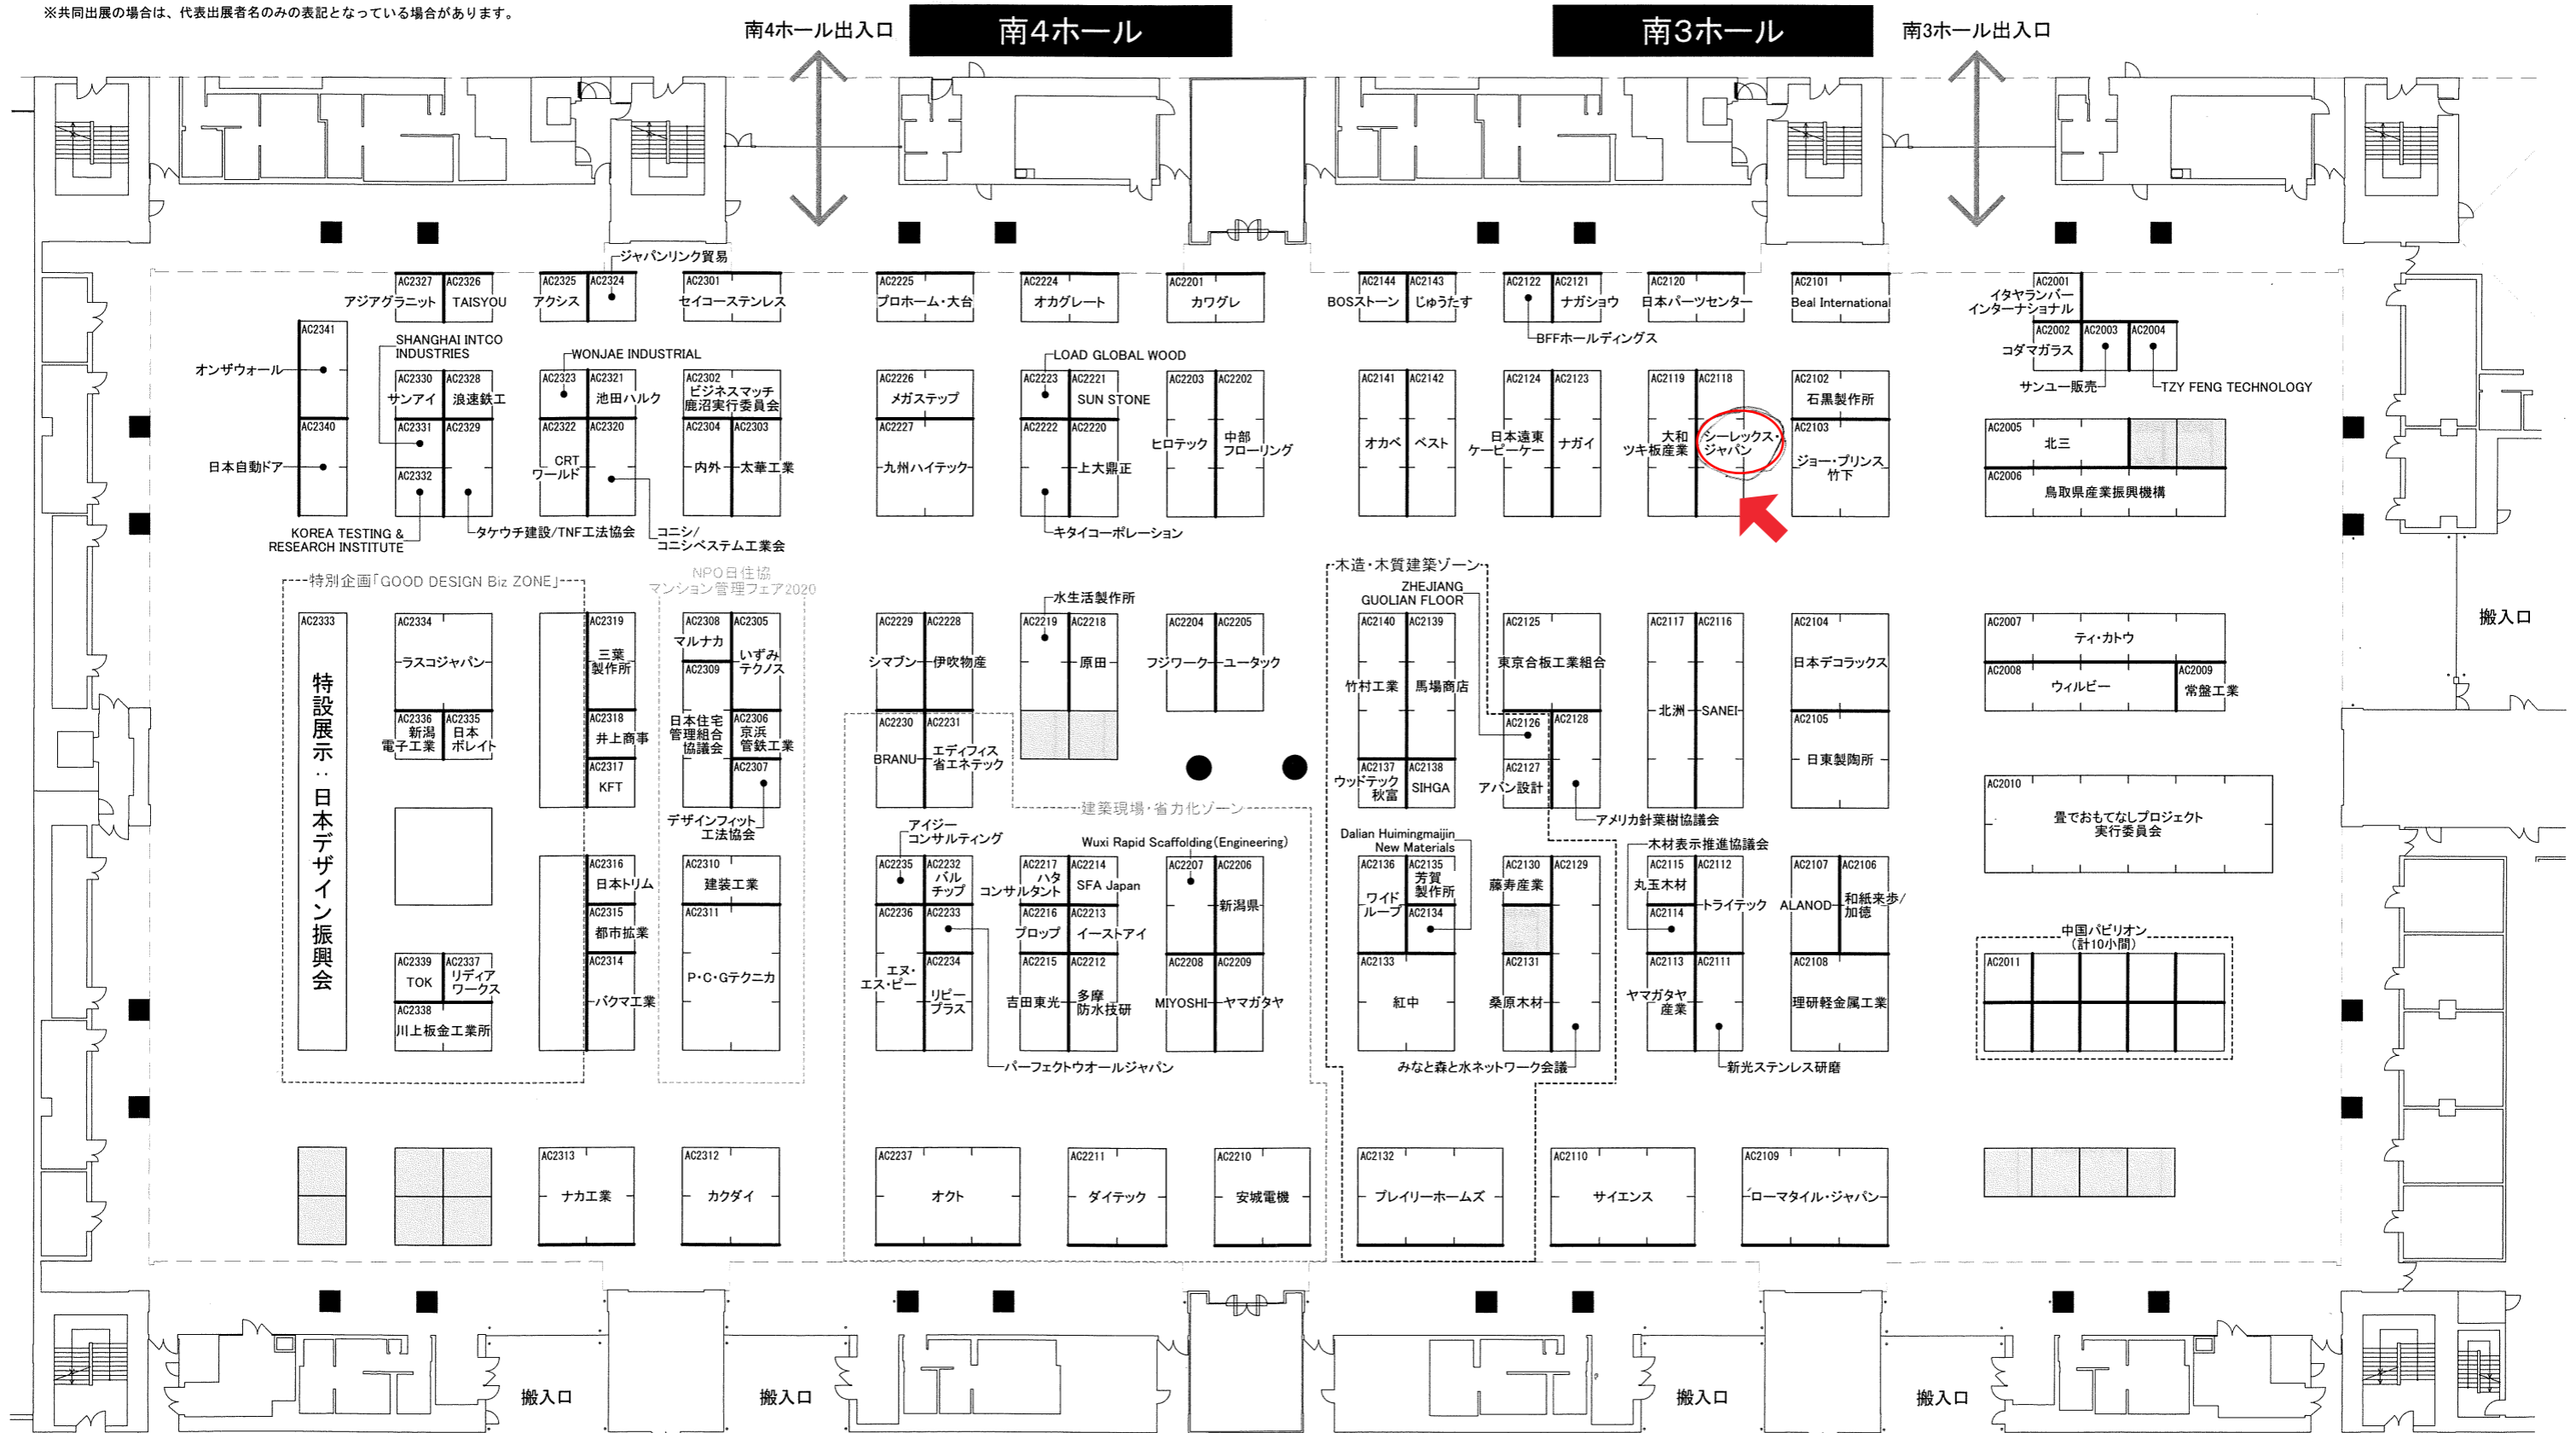 ※共同出展の場合は、代表出展者名のみの表記となっている場合があります。
南4ホール出入口
南4ホール
南3ホール
南3ホール出入口
ジャパンリンク貿易
AC2327
アジアグラニット
AC2326
TAISYOU
AC2325
アクシス
AC2324
AC2301
セイコーステンレス
AC2225
プロホーム・大台
AC2224
オカグレート
AC2201
カワグレ
AC2144
BOSストーン
AC2143
じゅうたす
AC2122
AC2121
ナガショウ
BFFホールディングス
AC2120
日本パーツセンター
AC2101
Beal International
AC2001
イタヤランバー
インターナショナル
AC2002
コダマガラス
AC2003
AC2004
サンユー販売
TZY FENG TECHNOLOGY
AC2341
オンザウォール
AC2340
日本自動ドア
SHANGHAI INTCO
INDUSTRIES
AC2330
サンアイ
AC2328
浪速鉄工
AC2331
AC2329
AC2332
KOREA TESTING &
RESEARCH INSTITUTE
タケウチ建設/TNF工法協会
WONJAE INDUSTRIAL
AC2323
AC2321
池田ハルク
AC2322
CRT
ワールド
AC2320
コニシ/
コニシベステム工業会
AC2302
ビジネスマッチ
鹿沼実行委員会
AC2304
内外
AC2303
太華工業
AC2226
メガステップ
AC2227
九州ハイテック
LOAD GLOBAL WOOD
AC2223
AC2221
SUN STONE
AC2222
AC2220
上大鼎正
キタイコーポレーション
AC2203
ヒロテック
AC2202
中部
フローリング
AC2141
オカベ
AC2142
ベスト
AC2124
日本遠東
ケーピーケー
AC2123
ナガイ
AC2119
大和
ツキ板産業
AC2118
シーレックス・
ジャパン
AC2102
石黒製作所
AC2103
ジョー・プリンス
竹下
AC2005
北三
AC2006
鳥取県産業振興機構
特別企画「GOOD DESIGN Biz ZONE」
NPO日住協
マンション管理フェア2020
木造・木質建築ゾーン
ZHEJIANG
GUOLIAN FLOOR
搬入口
AC2333
特設展示：日本デザイン振興会
AC2334
ラスコジャパン
AC2336
新潟
電子工業
AC2335
日本
ボレイト
AC2319
三葉
製作所
AC2318
井上商事
AC2317
KFT
AC2308
マルナカ
AC2305
いずみ
テクノス
AC2309
日本住宅
管理組合
協議会
AC2306
京浜
管鉄工業
AC2307
デザインフィット
工法協会
AC2229
シマブン
AC2228
伊吹物産
AC2230
BRANU
AC2231
エディフィス
省エネテック
水生活製作所
AC2219
AC2218
原田
AC2204
フジワーク
AC2205
ユータック
建築現場・省力化ゾーン
AC2140
竹村工業
AC2139
馬場商店
AC2137
ウッドテック
秋富
AC2138
SIHGA
AC2125
東京合板工業組合
AC2126
AC2128
AC2127
アバン設計
アメリカ針葉樹協議会
AC2117
北洲
AC2116
SANEI
AC2104
日本デコラックス
AC2105
日東製陶所
AC2007
ティ・カトウ
AC2008
ウィルビー
AC2009
常盤工業
AC2010
畳でおもてなしプロジェクト
実行委員会
AC2339
TOK
AC2337
リディア
ワークス
AC2338
川上板金工業所
AC2316
日本トリム
AC2315
都市拡業
AC2314
バクマ工業
AC2310
建装工業
AC2311
P・C・Gテクニカ
アイジー
コンサルティング
AC2235
AC2232
バル
チップ
AC2236
エヌ・
エス・ピー
AC2233
AC2234
リピー
プラス
パーフェクトウオールジャパン
AC2217
ハタ
コンサルタント
AC2214
SFA Japan
AC2216
プロップ
AC2213
イーストアイ
AC2215
吉田東光
AC2212
多摩
防水技研
Wuxi Rapid Scaffolding(Engineering)
AC2207
AC2206
新潟県
AC2208
MIYOSHI
AC2209
ヤマガタヤ
Dalian Huimingmaijin
New Materials
AC2136
ワイド
ループ
AC2135
芳賀
製作所
AC2134
AC2133
紅中
AC2130
藤寿産業
AC2129
AC2131
桑原木材
みなと森と水ネットワーク会議
木材表示推進協議会
AC2115
丸玉木材
AC2112
トライテック
AC2114
AC2113
ヤマガタヤ
産業
AC2111
新光ステンレス研磨
AC2107
ALANOD
AC2106
和紙来歩/
加徳
AC2108
理研軽金属工業
中国パビリオン
(計10小間)
AC2011
AC2313
ナカ工業
AC2312
カクダイ
AC2237
オクト
AC2211
ダイテック
AC2210
安城電機
AC2132
プレイリーホームズ
AC2110
サイエンス
AC2109
ローマタイル・ジャパン
搬入口
搬入口
搬入口
搬入口